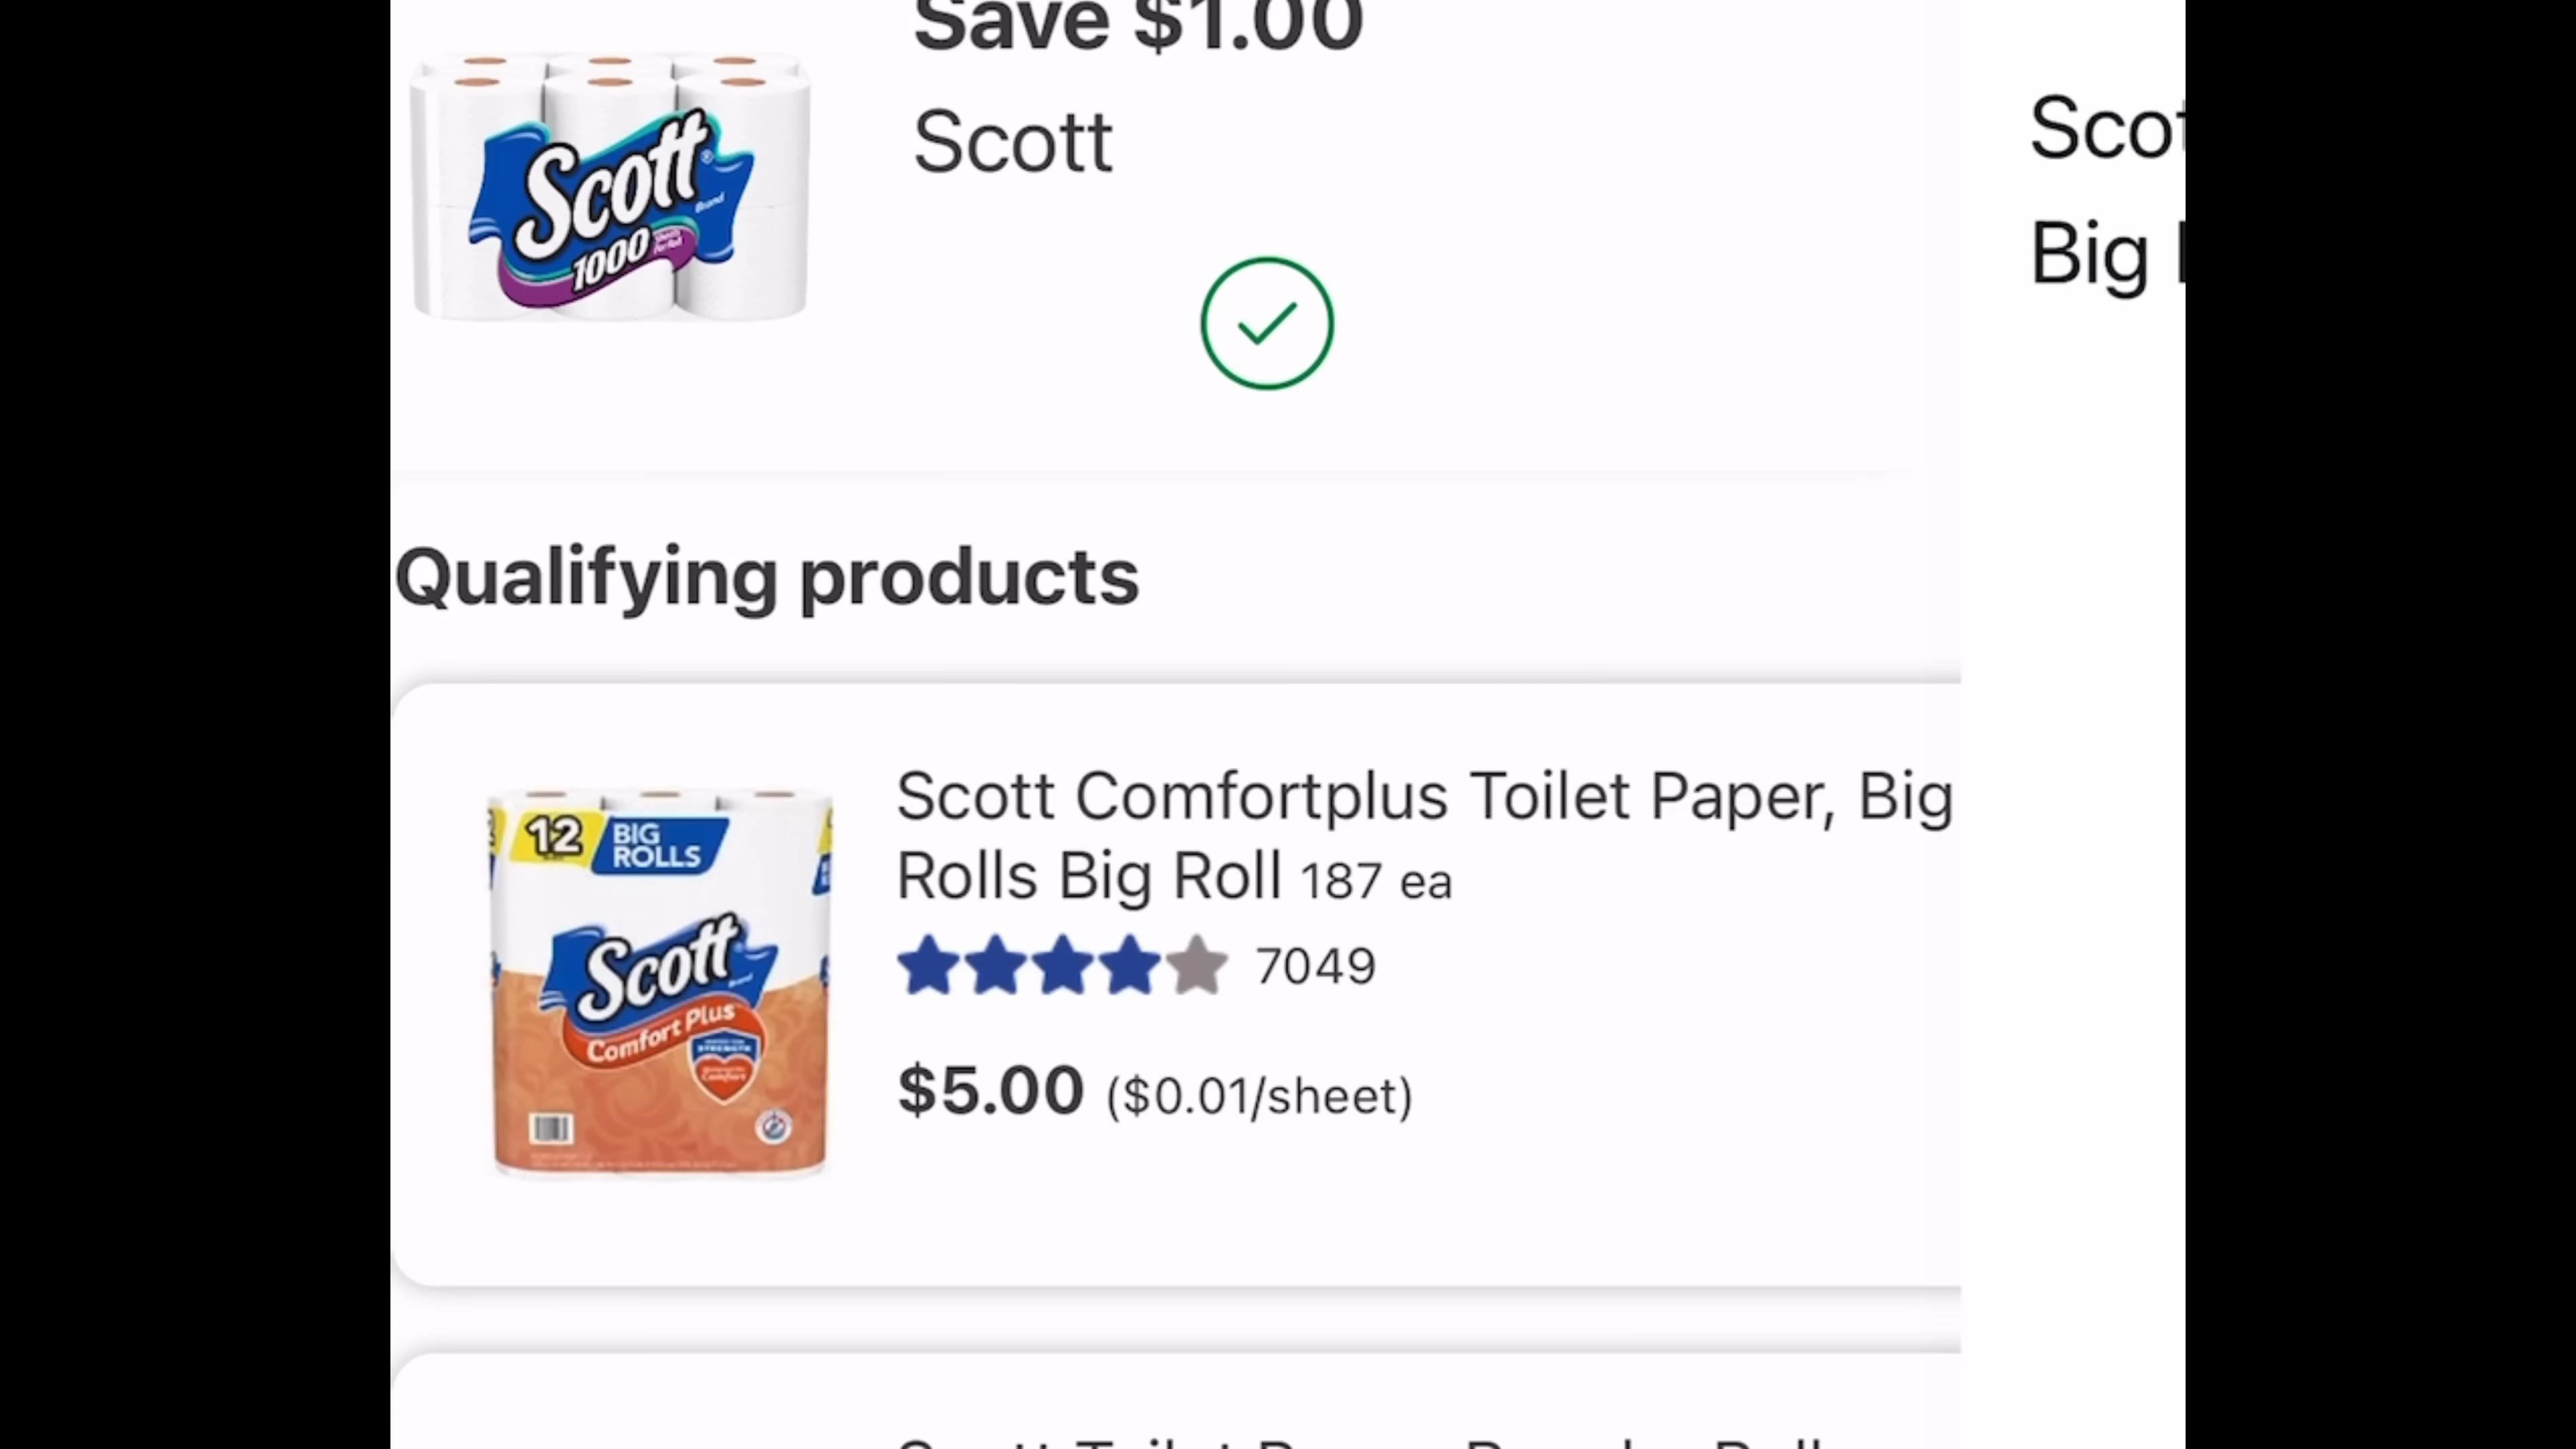 Save $1.00
Scott
Scott
Brand
1000
Big
Qualifying products
Scott Comfortplus Toilet Paper, Big
Rolls Big Roll 187 ea
7049
$5.00 ($0.01/sheet)
12 BIG
ROLLS
Scott
Comfort Plus